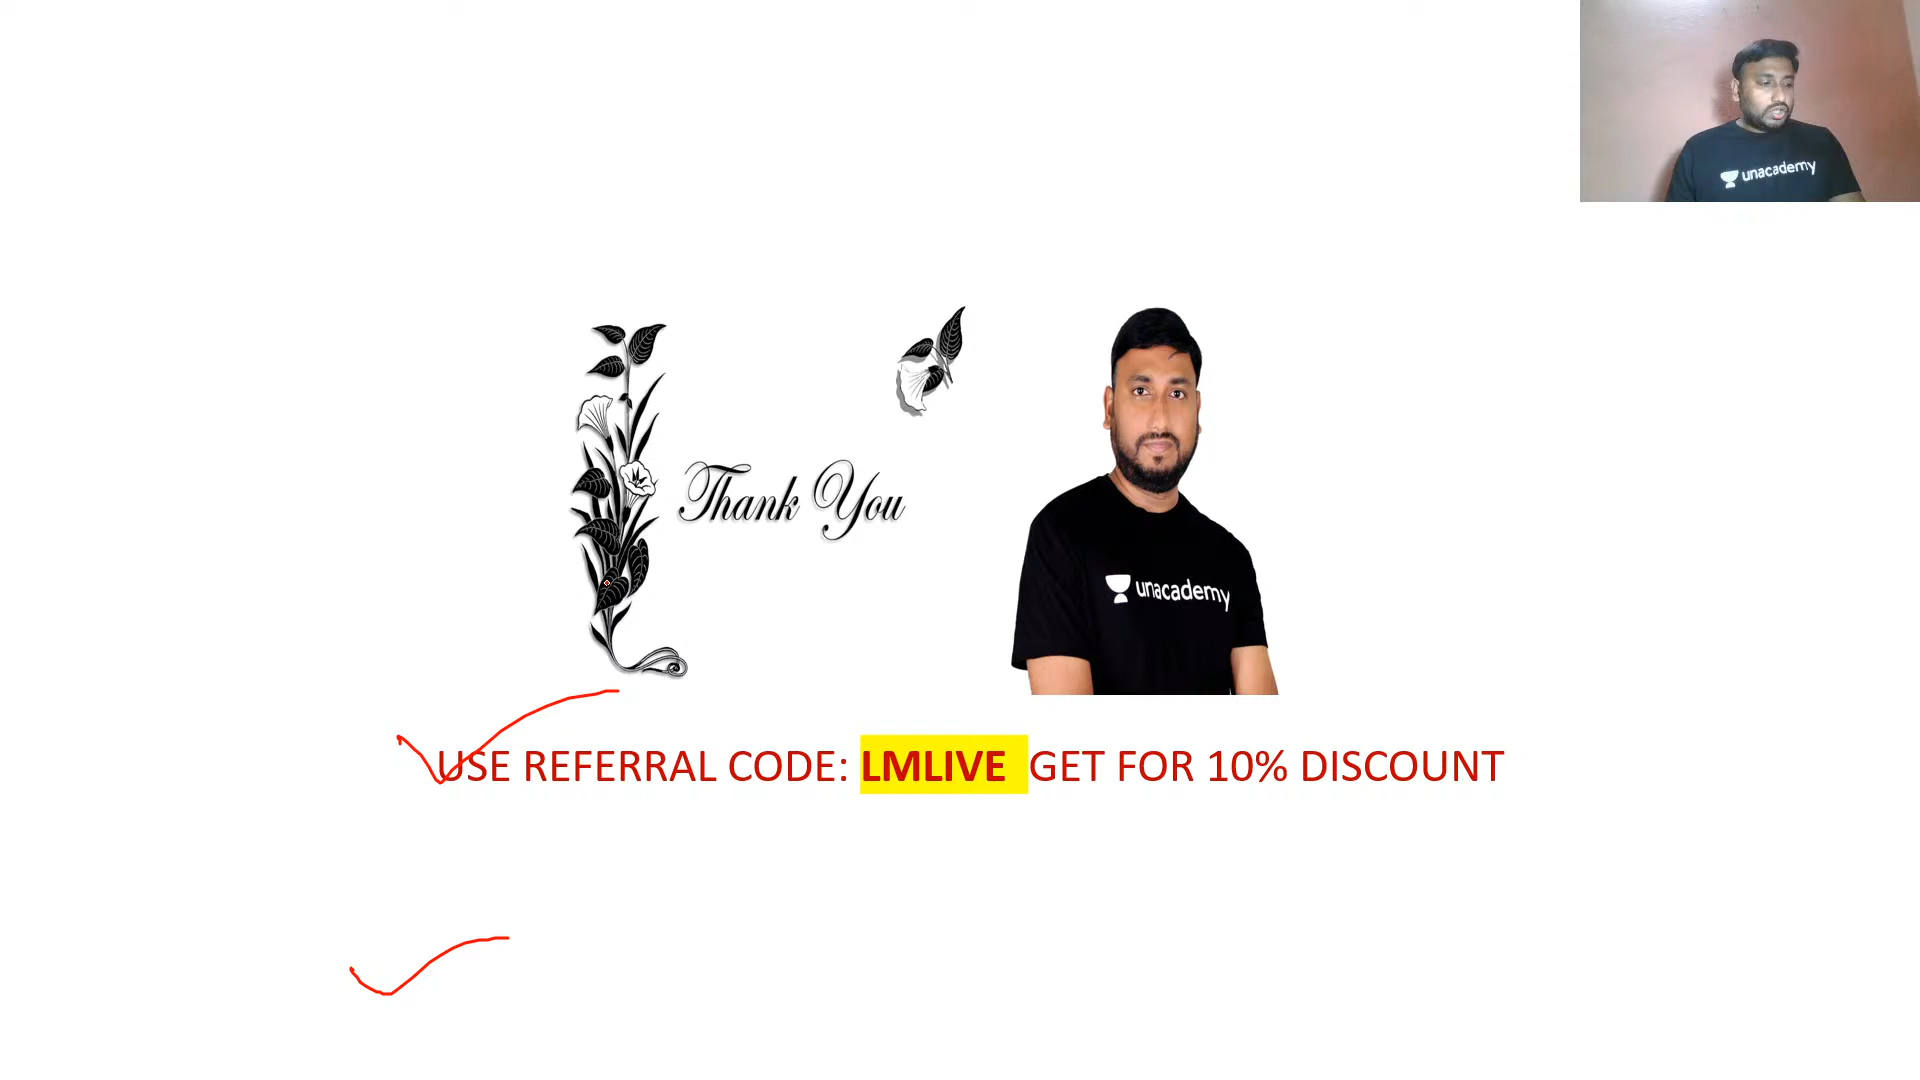 unacademy
Thank You
unacademy
USE REFERRAL CODE: LMLIVE GET FOR 10% DISCOUNT